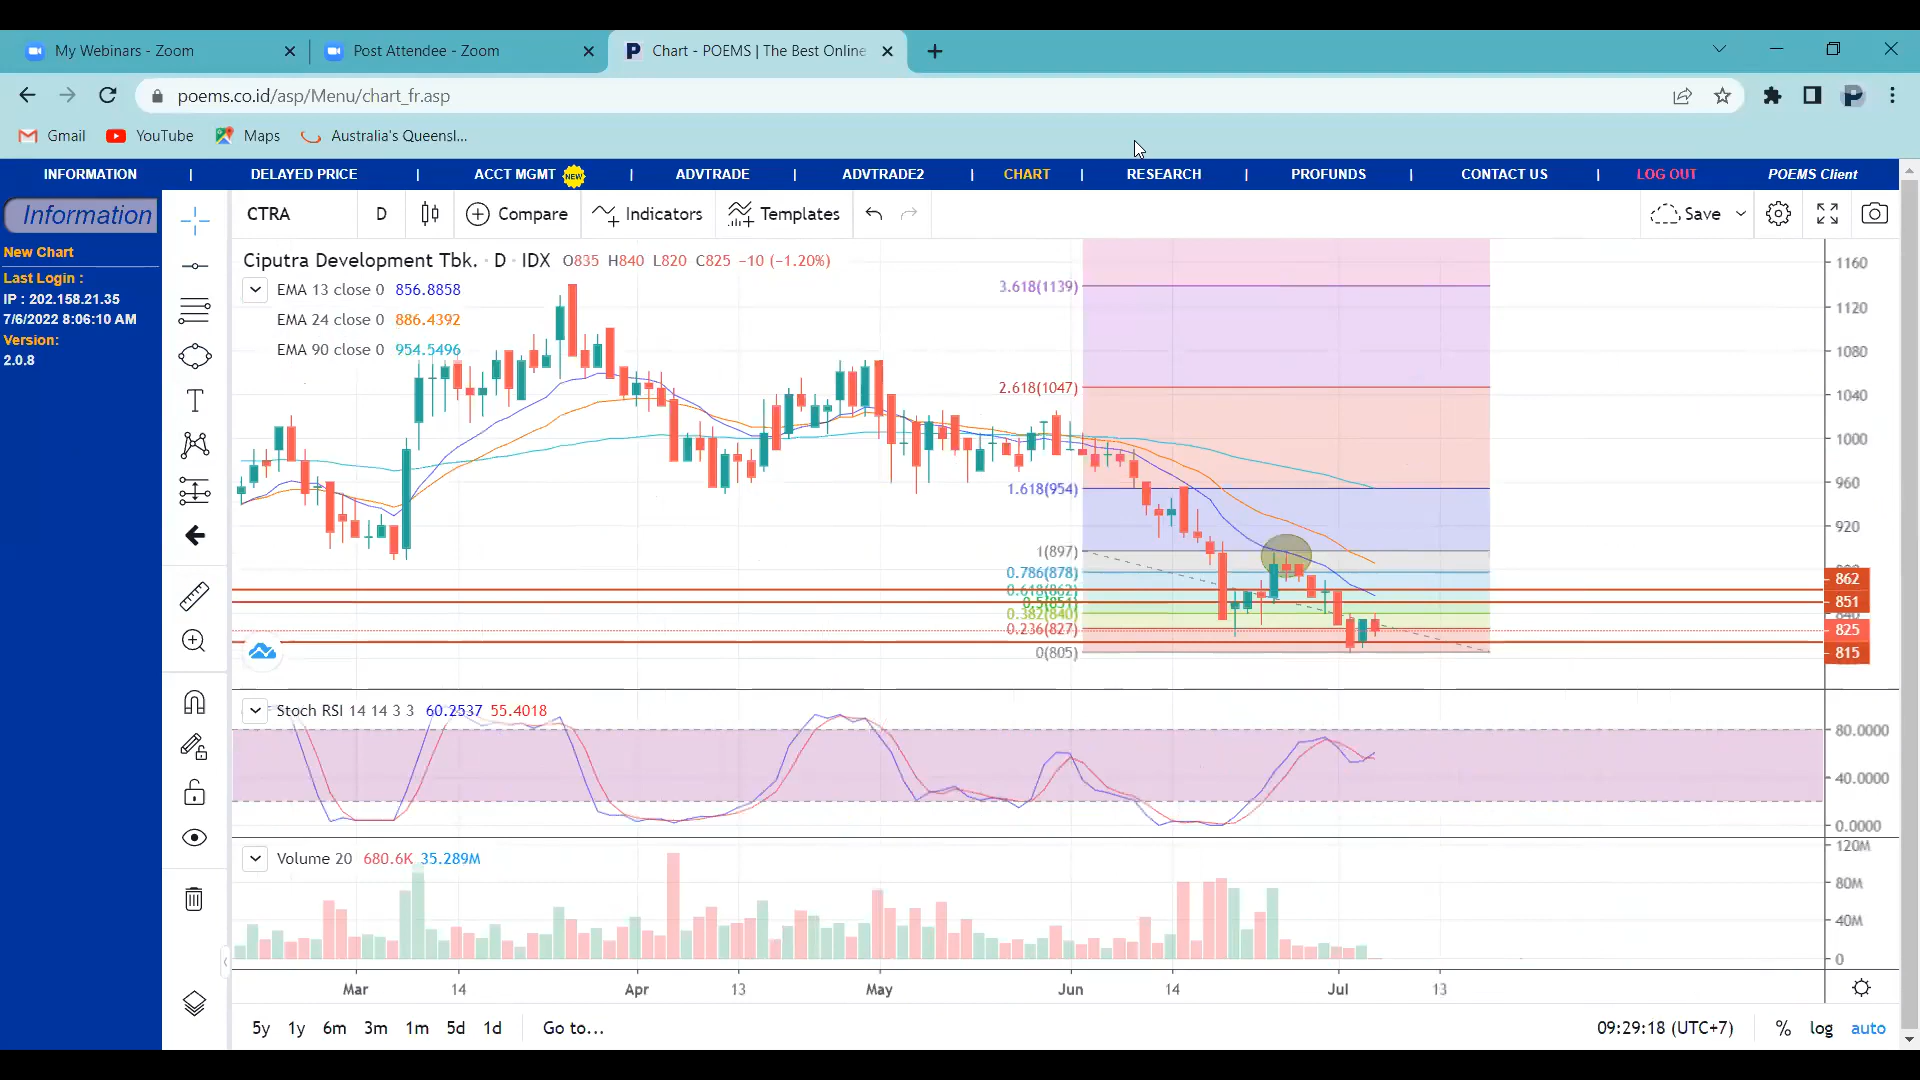 My Webinars - Zoom
Post Attendee - Zoom
Chart - POEMS | The Best Online
poems.co.id/asp/Menu/chart_fr.asp
Gmail
YouTube
Maps
Australia's Queensl...
INFORMATION | DELAYED PRICE | ACCT MGMT NEW | ADVTRADE | ADVTRADE2 | CHART | RESEARCH | PROFUNDS | CONTACT US | LOG OUT POEMS Client
Information
New Chart
Last Login :
IP : 202.158.21.35
7/6/2022 8:06:10 AM
Version:
2.0.8
CTRA D Compare Indicators Templates Save
Ciputra Development Tbk. · D · IDX O835 H840 L820 C825 −10 (−1.20%)
EMA 13 close 0 856.8858
EMA 24 close 0 886.4392
EMA 90 close 0 954.5496
3.618(1139)
2.618(1047)
1.618(954)
1(897)
0.786(878)
0.618(862)
0.5(851)
0.382(840)
0.236(827)
0(805)
1160
1120
1080
1040
1000
960
920
862
851
825
815
Stoch RSI 14 14 3 3 60.2537 55.4018
80.0000
40.0000
0.0000
Volume 20 680.6K 35.289M
120M
80M
40M
0
Mar 14 Apr 13 May Jun 14 Jul 13
5y 1y 6m 3m 1m 5d 1d Go to...
09:29:18 (UTC+7) % log auto